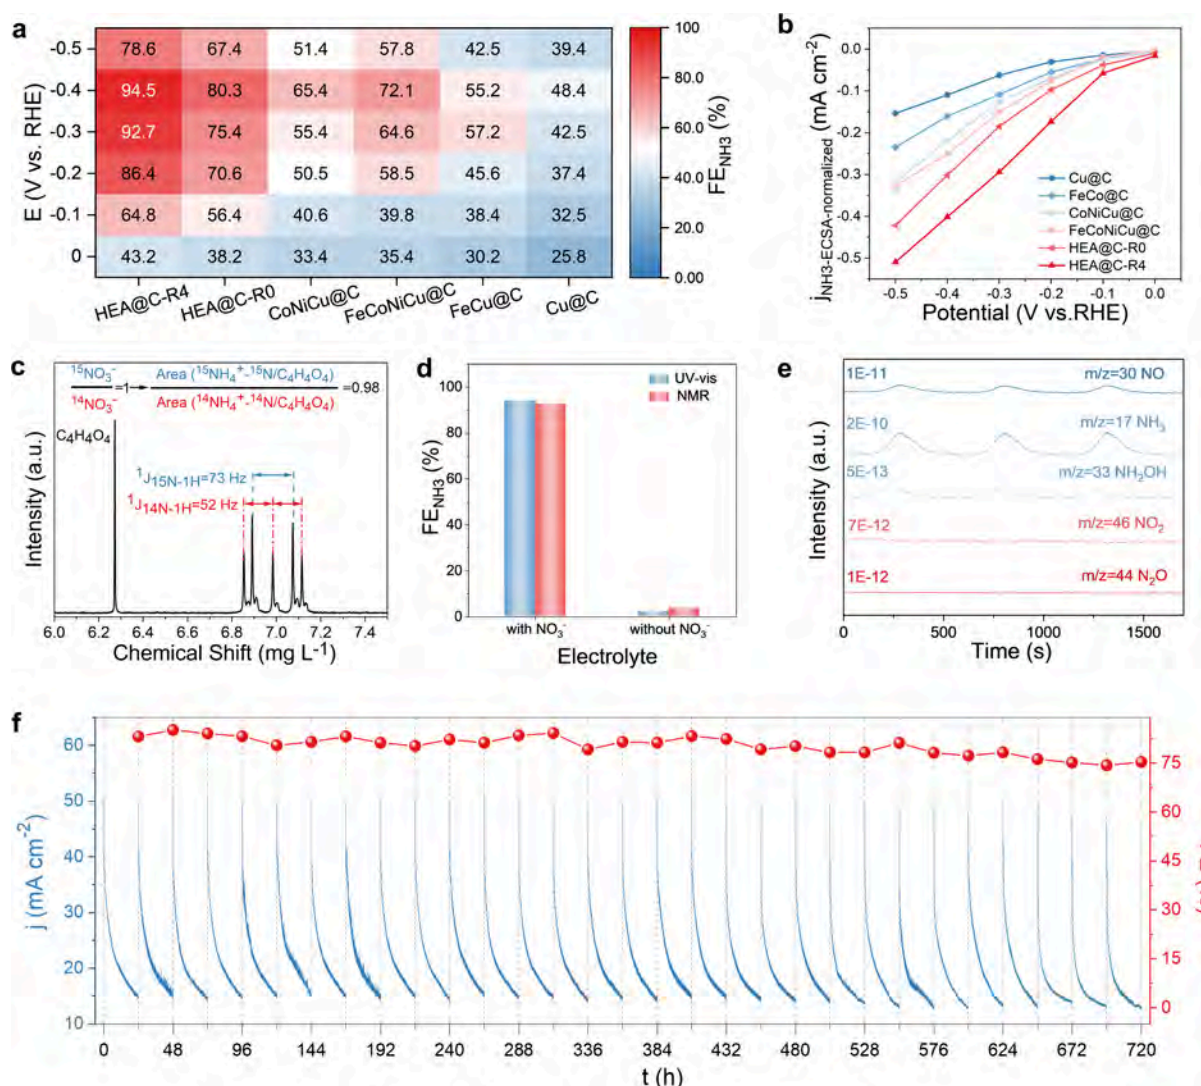 a
E (V vs. RHE)
-0.5 78.6 67.4 51.4 57.8 42.5 39.4
-0.4 94.5 80.3 65.4 72.1 55.2 48.4
-0.3 92.7 75.4 55.4 64.6 57.2 42.5
-0.2 86.4 70.6 50.5 58.5 45.6 37.4
-0.1 64.8 56.4 40.6 39.8 38.4 32.5
0 43.2 38.2 33.4 35.4 30.2 25.8
HEA@C-R4 HEA@C-R0 CoNiCu@C FeCoNiCu@C FeCu@C Cu@C
100
80.0
60.0
40.0
20.0
0.00
FE_NH3 (%)
b
j_NH3-ECSA-normalized (mA cm⁻²)
0.0
-0.1
-0.2
-0.3
-0.4
-0.5
Cu@C
FeCo@C
CoNiCu@C
FeCoNiCu@C
HEA@C-R0
HEA@C-R4
-0.5 -0.4 -0.3 -0.2 -0.1 0.0
Potential (V vs.RHE)
c
¹⁵NO₃⁻ Area (¹⁵NH₄⁺-¹⁵N/C₄H₄O₄)
=1 =0.98
¹⁴NO₃⁻ Area (¹⁴NH₄⁺-¹⁴N/C₄H₄O₄)
C₄H₄O₄
¹J15N-1H=73 Hz
¹J14N-1H=52 Hz
Intensity (a.u.)
6.0 6.2 6.4 6.6 6.8 7.0 7.2 7.4
Chemical Shift (mg L⁻¹)
d
FE_NH3 (%)
100
80
60
40
20
0
UV-vis
NMR
with NO₃⁻ without NO₃⁻
Electrolyte
e
Intensity (a.u.)
1E-11 m/z=30 NO
2E-10 m/z=17 NH₃
5E-13 m/z=33 NH₂OH
7E-12 m/z=46 NO₂
1E-12 m/z=44 N₂O
0 500 1000 1500
Time (s)
f
j (mA cm⁻²)
60
50
40
30
20
10
75
60
45
30
15
0
0 48 96 144 192 240 288 336 384 432 480 528 576 624 672 720
t (h)